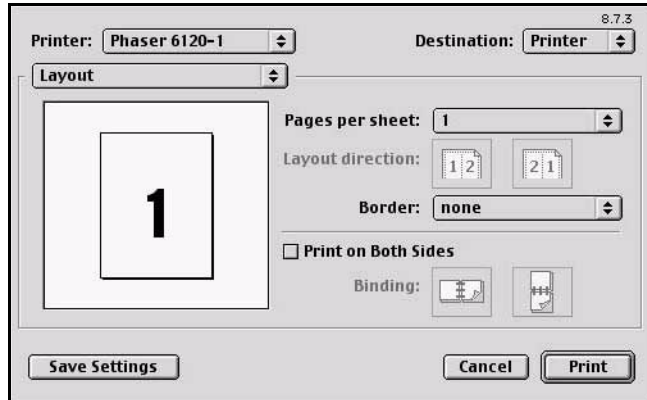 8.7.3
Printer: Phaser 6120-1 Destination: Printer
Layout
1
Pages per sheet: 1
Layout direction: 1 2 2 1
Border: none
Print on Both Sides
Binding:
Save Settings Cancel Print